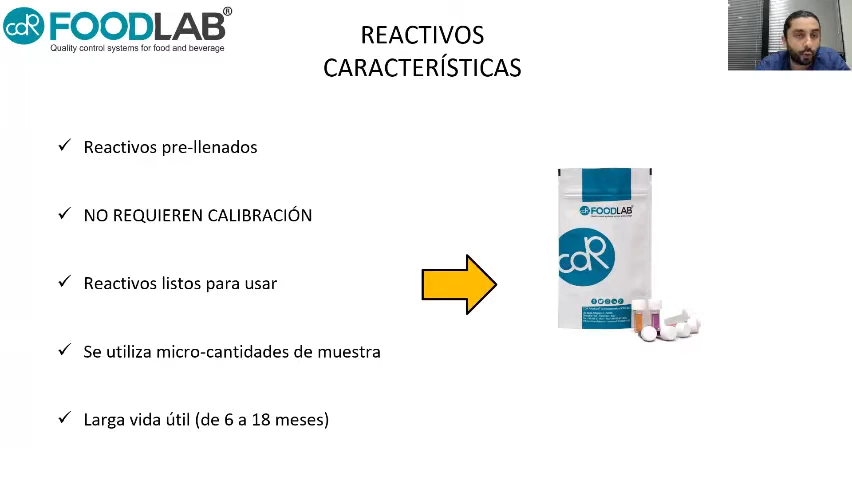 cdR FOODLAB®
Quality control systems for food and beverage
REACTIVOS
CARACTERÍSTICAS
✓ Reactivos pre-llenados
✓ NO REQUIEREN CALIBRACIÓN
✓ Reactivos listos para usar
✓ Se utiliza micro-cantidades de muestra
✓ Larga vida útil (de 6 a 18 meses)
cdR FOODLAB®
cdR